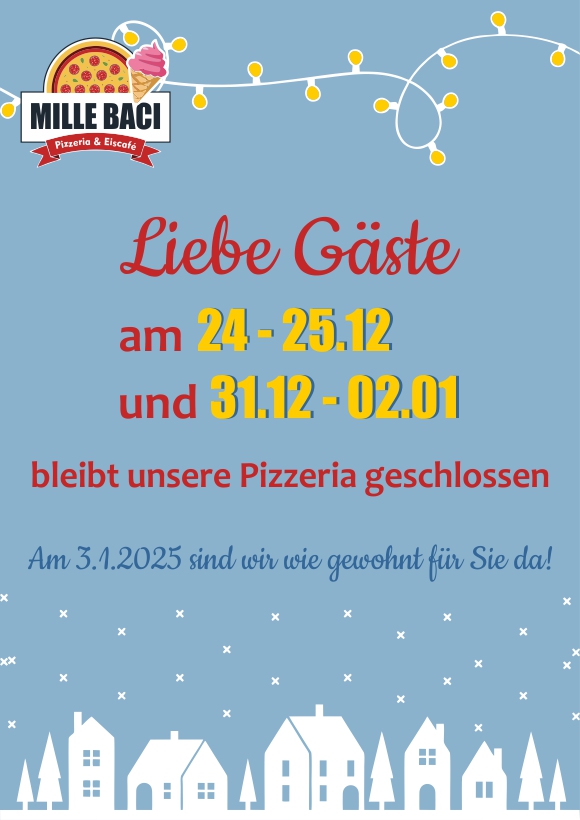 MILLE BACI
Pizzeria & Eiscafé
Liebe Gäste
am 24 - 25.12
und 31.12 - 02.01
bleibt unsere Pizzeria geschlossen
Am 3.1.2025 sind wir wie gewohnt für Sie da!